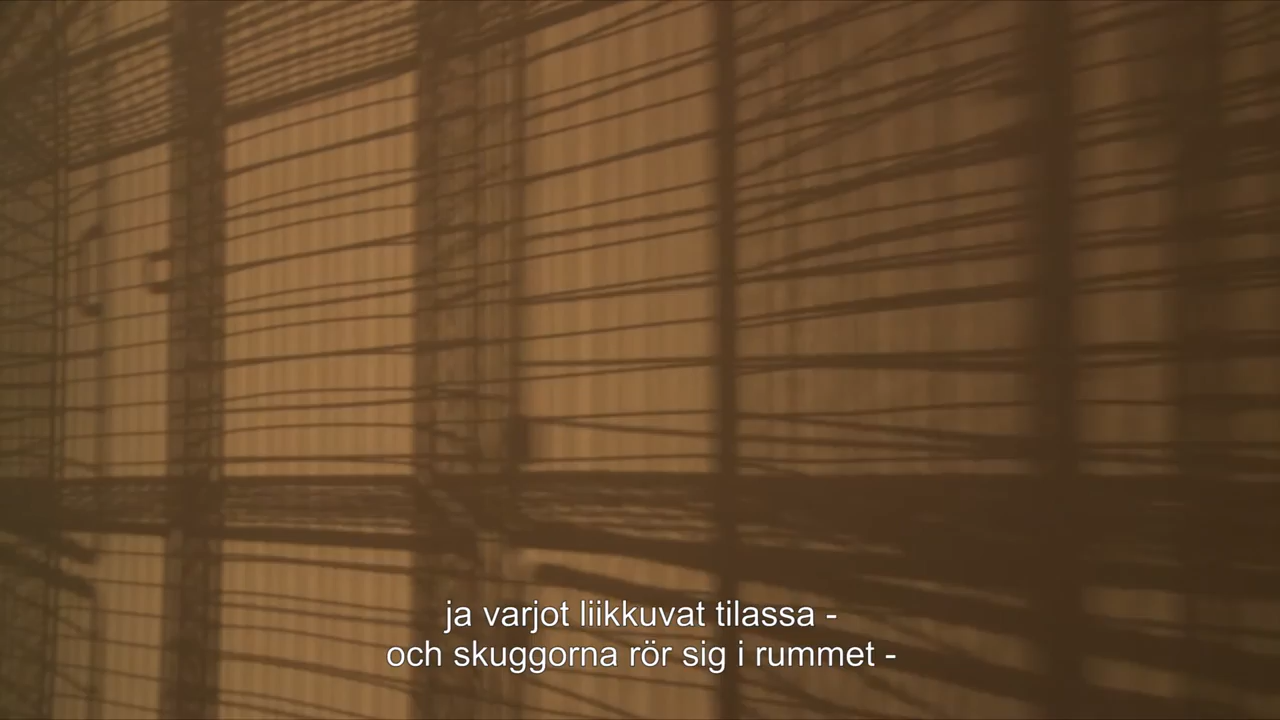 ja varjot liikkuvat tilassa -
och skuggorna rör sig i rummet -